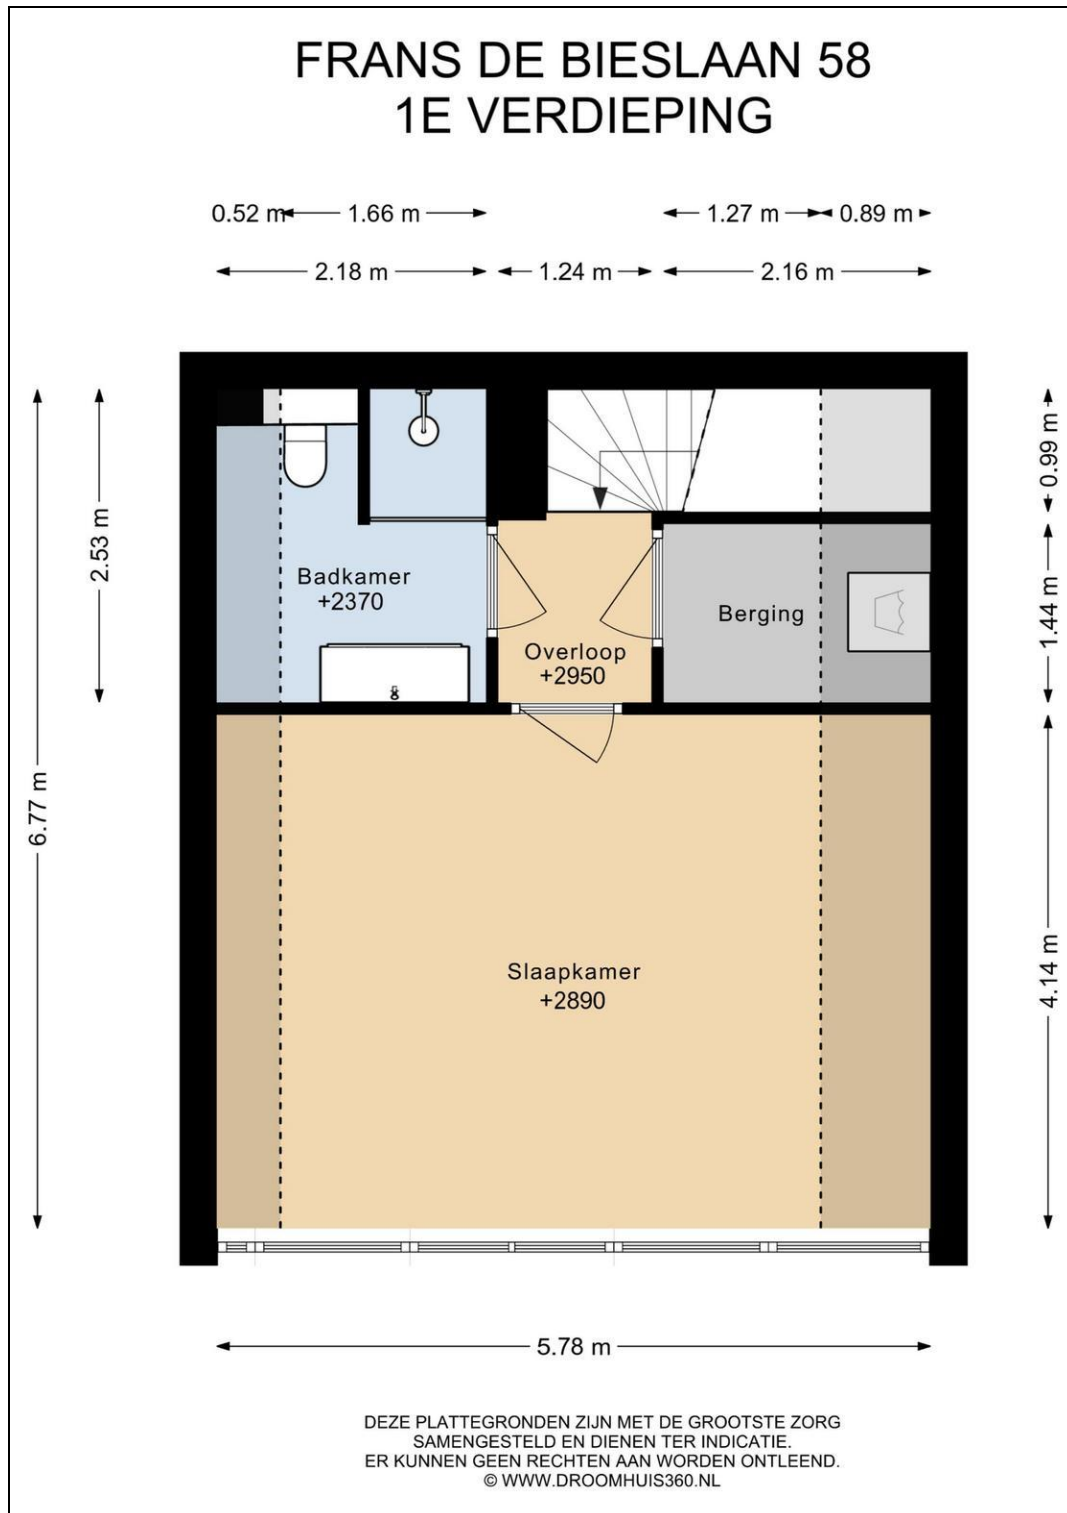 FRANS DE BIESLAAN 58
1E VERDIEPING
0.52 m 1.66 m 1.27 m 0.89 m
2.18 m 1.24 m 2.16 m
6.77 m
2.53 m
0.99 m
1.44 m
4.14 m
Badkamer
+2370
Overloop
+2950
Berging
Slaapkamer
+2890
5.78 m
DEZE PLATTEGRONDEN ZIJN MET DE GROOTSTE ZORG
SAMENGESTELD EN DIENEN TER INDICATIE.
ER KUNNEN GEEN RECHTEN AAN WORDEN ONTLEEND.
© WWW.DROOMHUIS360.NL